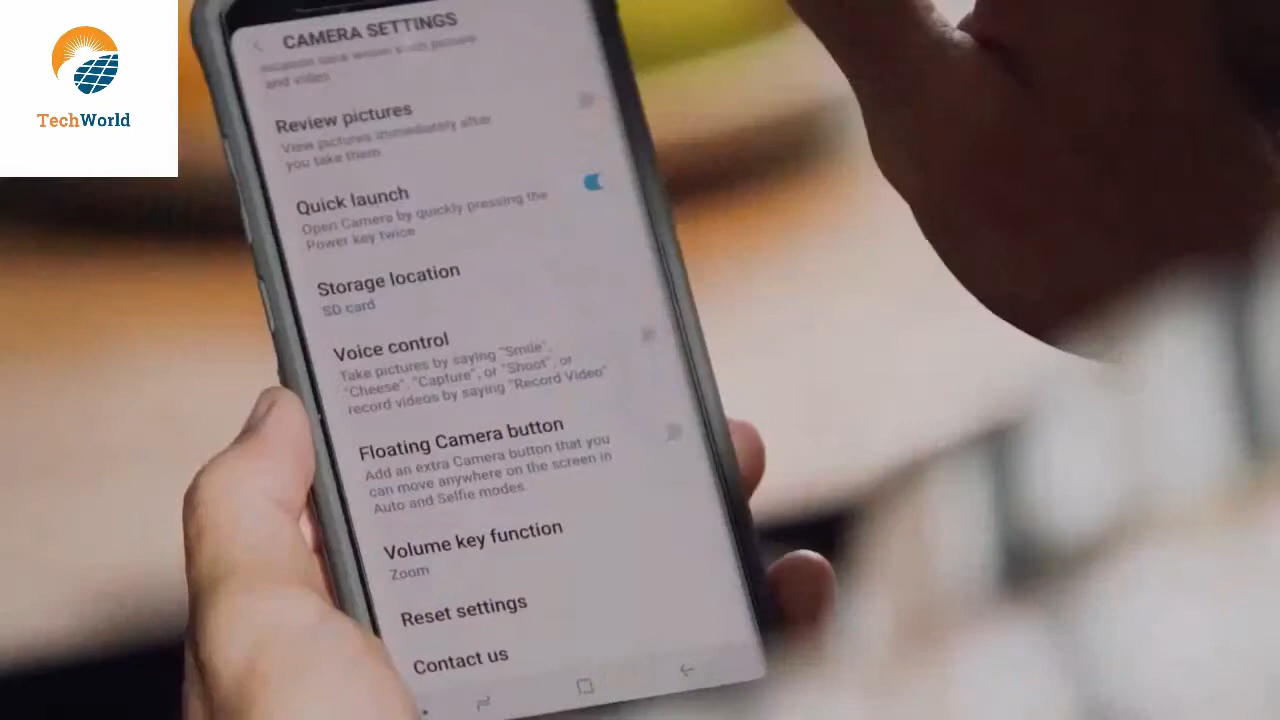 TechWorld
CAMERA SETTINGS
and video
Review pictures
View pictures immediately after
you take them.
Quick launch
Open Camera by quickly pressing the
Power key twice
Storage location
SD card
Voice control
Take pictures by saying "Smile",
"Cheese", "Capture", or "Shoot", or
record videos by saying "Record Video"
Floating Camera button
Add an extra Camera button that you
can move anywhere on the screen in
Auto and Selfie modes.
Volume key function
Zoom
Reset settings
Contact us